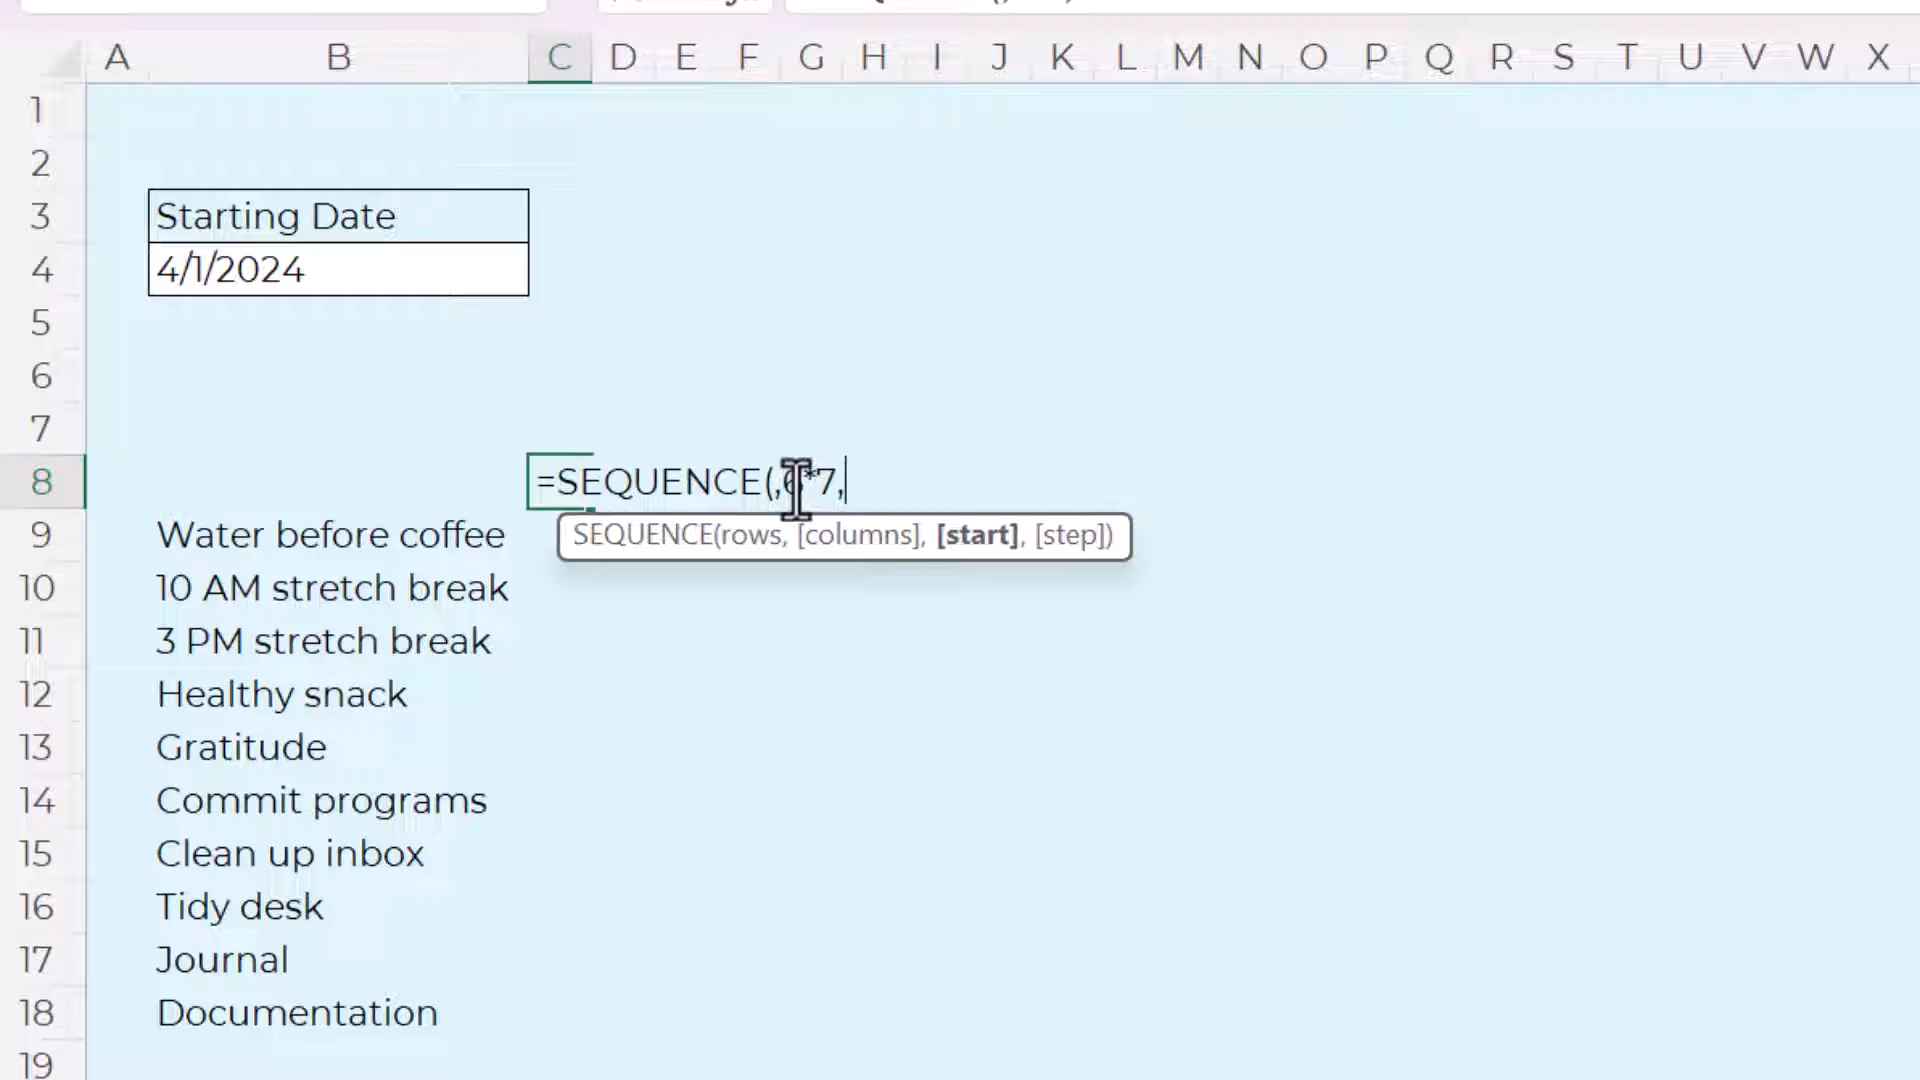 A B C D E F G H I J K L M N O P Q R S T U V W X
1
2
3 Starting Date
4 4/1/2024
5
6
7
8 =SEQUENCE(,6*7,
SEQUENCE(rows, [columns], [start], [step])
9 Water before coffee
10 10 AM stretch break
11 3 PM stretch break
12 Healthy snack
13 Gratitude
14 Commit programs
15 Clean up inbox
16 Tidy desk
17 Journal
18 Documentation
19